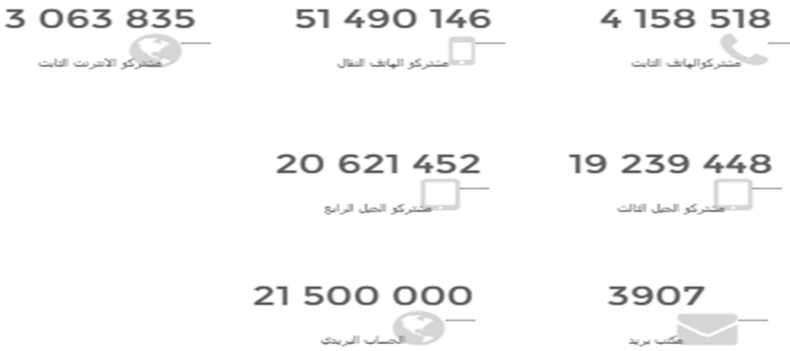 4 158 518
مشتركوالهاتف الثابت
51 490 146
مشتركو الهاتف النقال
3 063 835
مشتركو الانترنت الثابت
19 239 448
مشتركو الجيل الثالث
20 621 452
مشتركو الجيل الرابع
3907
مكتب بريد
21 500 000
الحساب البريدي